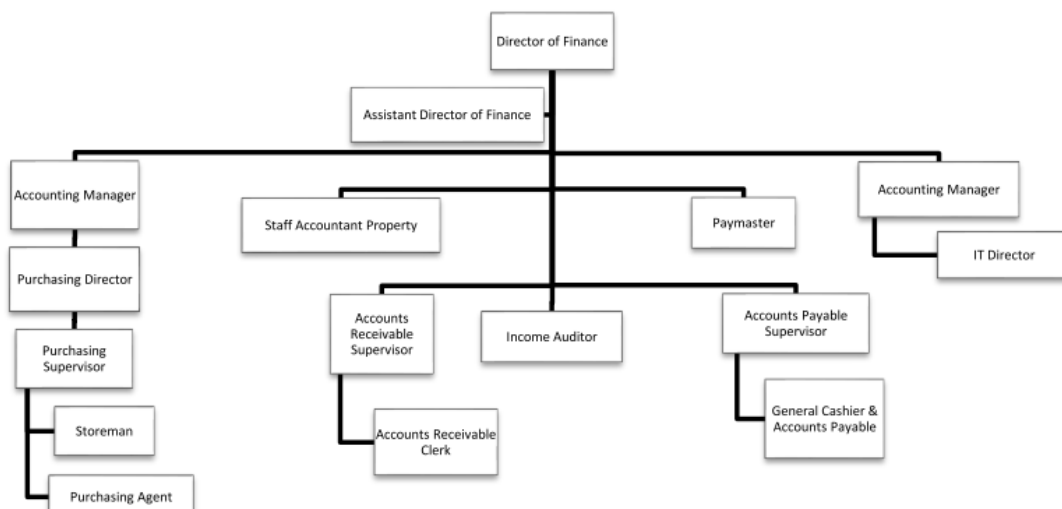 Director of Finance
Assistant Director of Finance
Accounting Manager
Accounting Manager
Staff Accountant Property
Paymaster
IT Director
Purchasing Director
Accounts
Receivable
Supervisor
Income Auditor
Accounts Payable
Supervisor
Purchasing
Supervisor
General Cashier &
Accounts Payable
Storeman
Accounts Receivable
Clerk
Purchasing Agent